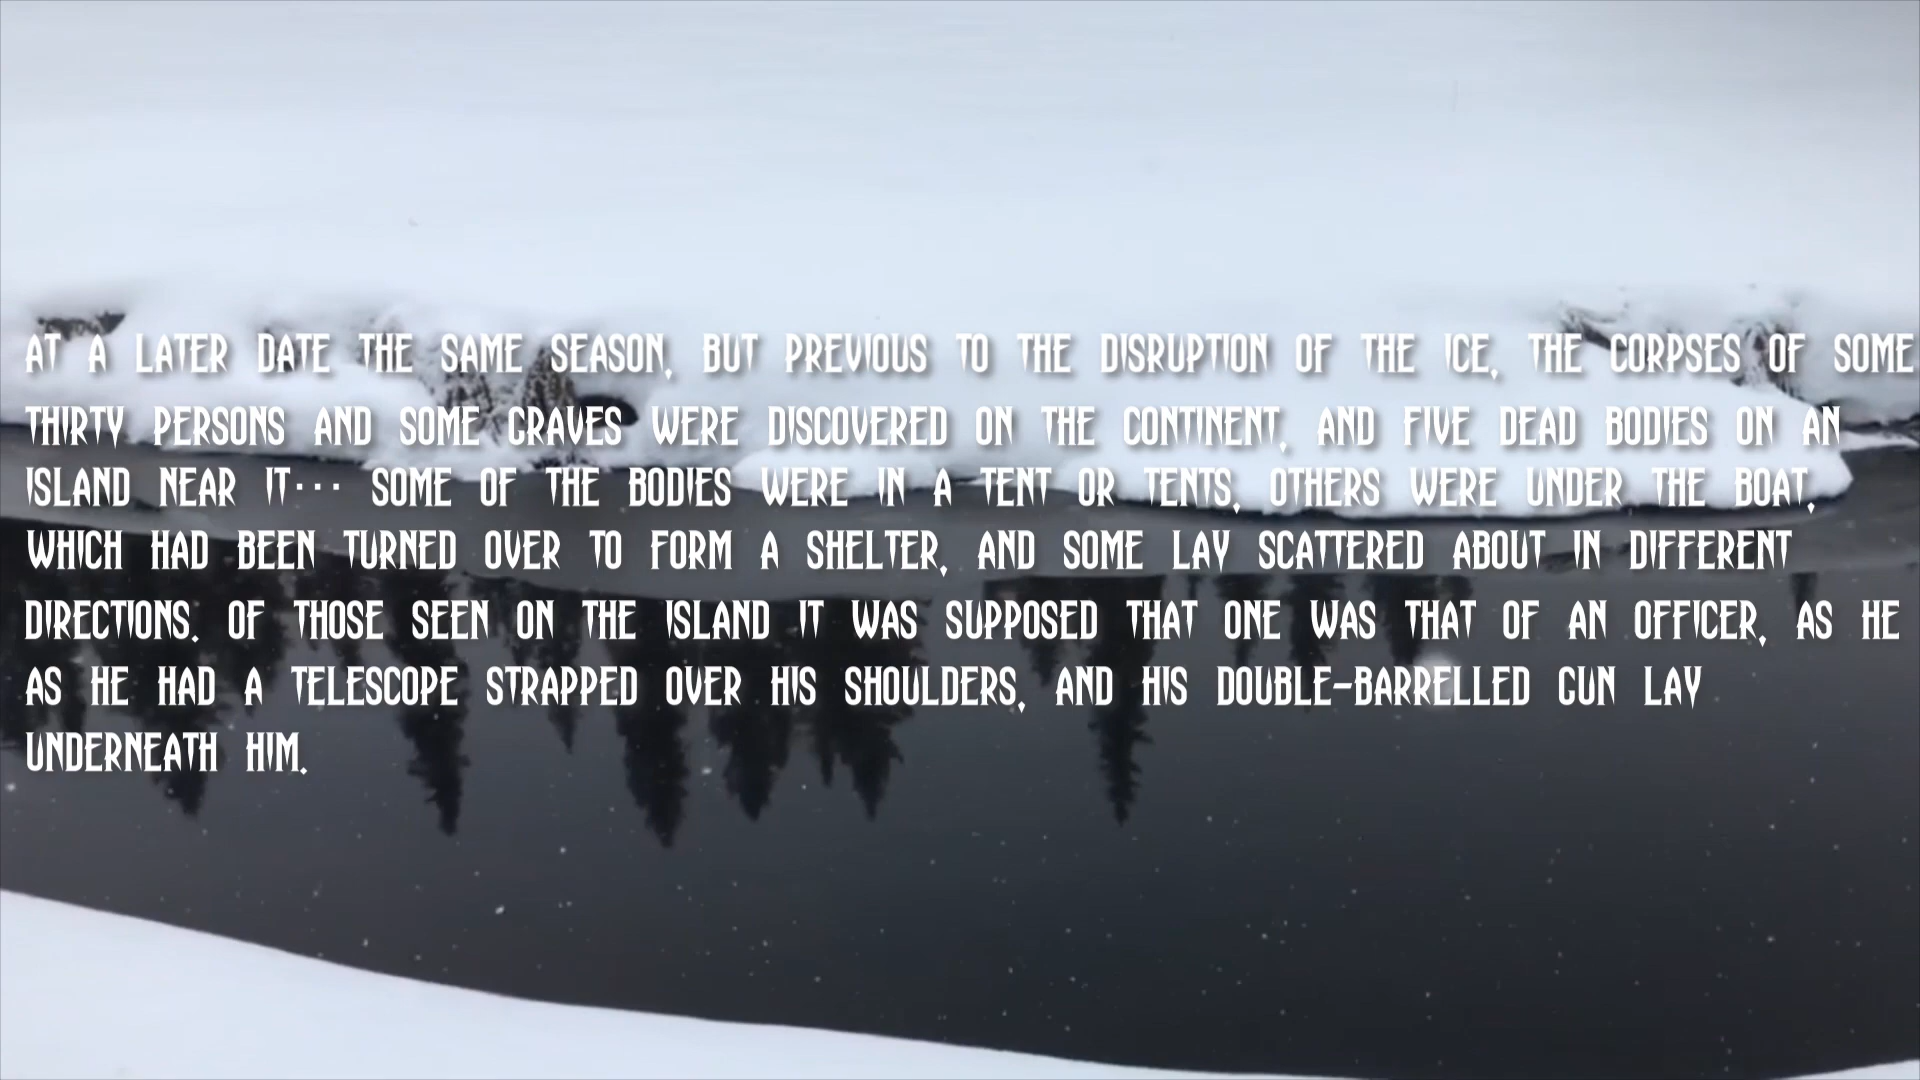 AT A LATER DATE THE SAME SEASON, BUT PREVIOUS TO THE DISRUPTION OF THE ICE, THE CORPSES OF SOME
THIRTY PERSONS AND SOME GRAVES WERE DISCOVERED ON THE CONTINENT, AND FIVE DEAD BODIES ON AN
ISLAND NEAR IT... SOME OF THE BODIES WERE IN A TENT OR TENTS, OTHERS WERE UNDER THE BOAT,
WHICH HAD BEEN TURNED OVER TO FORM A SHELTER, AND SOME LAY SCATTERED ABOUT IN DIFFERENT
DIRECTIONS. OF THOSE SEEN ON THE ISLAND IT WAS SUPPOSED THAT ONE WAS THAT OF AN OFFICER, AS HE
AS HE HAD A TELESCOPE STRAPPED OVER HIS SHOULDERS, AND HIS DOUBLE-BARRELLED GUN LAY
UNDERNEATH HIM.